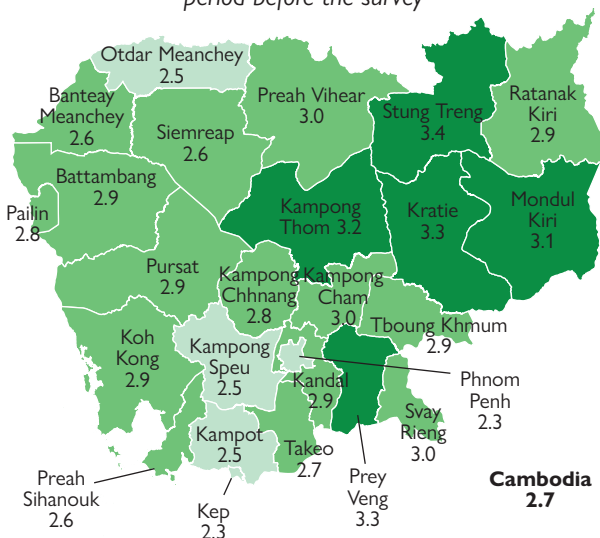 period before the survey
Otdar Meanchey
2.5
Banteay
Meanchey
2.6
Siemreap
2.6
Preah Vihear
3.0
Stung Treng
3.4
Ratanak
Kiri
2.9
Battambang
2.9
Pailin
2.8
Kampong
Thom 3.2
Kratie
3.3
Mondul
Kiri
3.1
Pursat
2.9
Kampong
Chhnang
2.8
Kampong
Cham
3.0
Tboung Khmum
2.9
Koh
Kong
2.9
Kampong
Speu
2.5
Kandal
2.9
Phnom
Penh
2.3
Svay
Rieng
3.0
Kampot
2.5
Takeo
2.7
Preah
Sihanouk
2.6
Kep
2.3
Prey
Veng
3.3
Cambodia
2.7